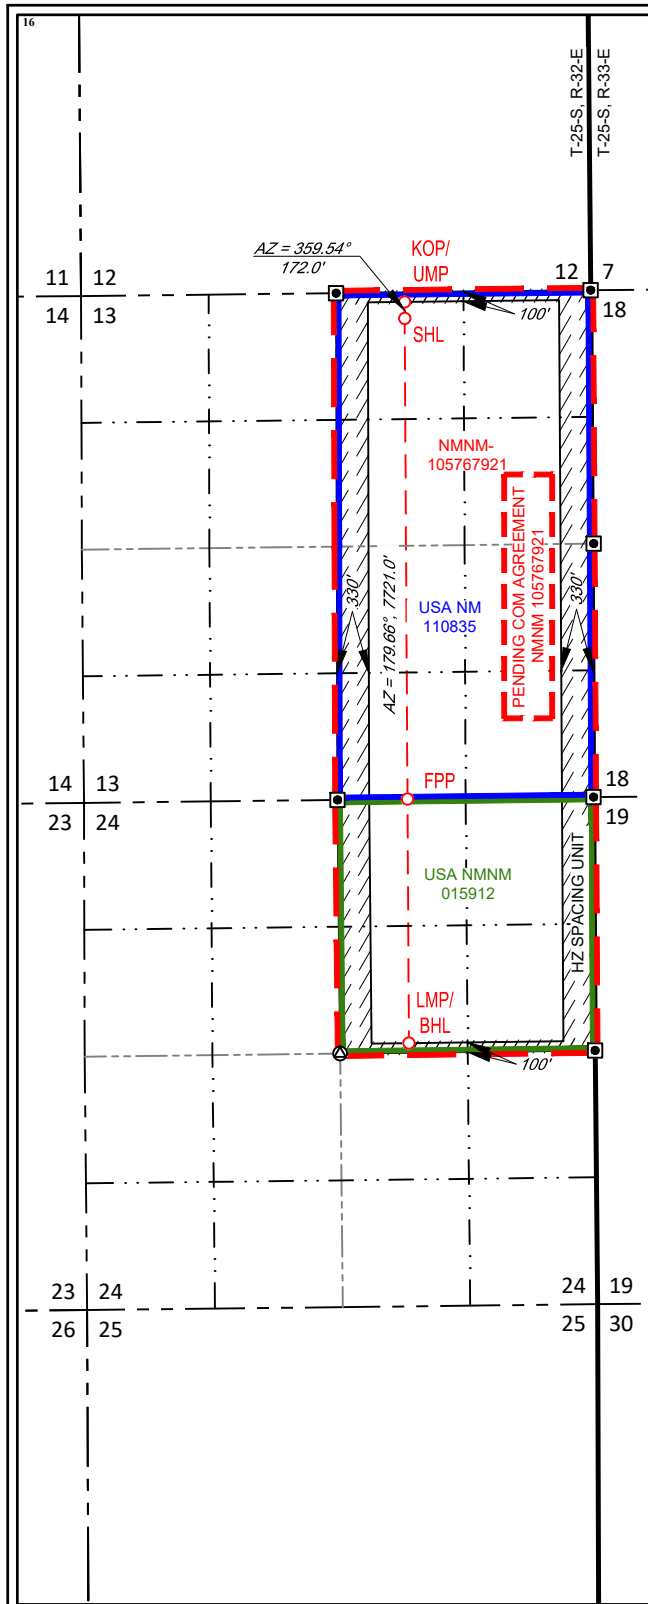 16
T-25-S, R-32-E
T-25-S, R-33-E
AZ = 359.54°
172.0'
KOP/
UMP
11 12
14 13
12 7
18
100'
SHL
NMNM-
105767921
PENDING COM AGREEMENT
NMNM 105767921
330'
AZ = 179.66°, 7721.0'
USA NM
110835
330'
FPP
14 13
23 24
18
19
USA NMNM
015912
HZ SPACING UNIT
LMP/
BHL
100'
23 24
26 25
24 19
25 30